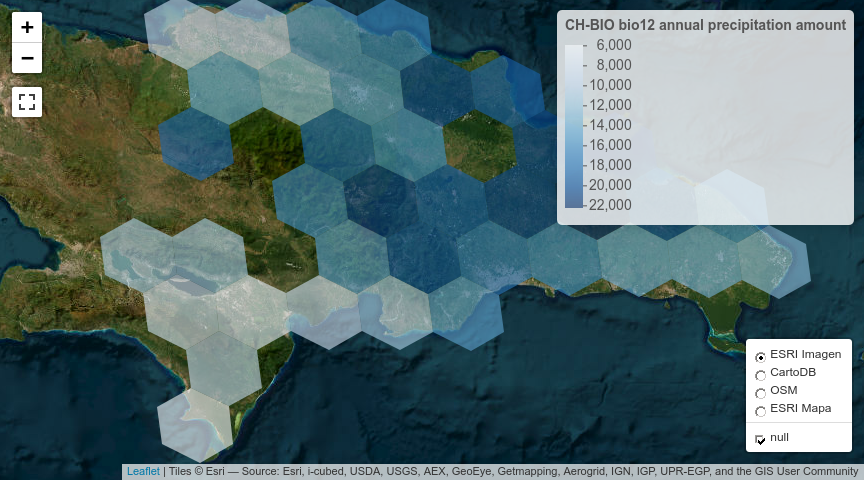 +
−
CH-BIO bio12 annual precipitation amount
6,000
8,000
10,000
12,000
14,000
16,000
18,000
20,000
22,000
ESRI Imagen
CartoDB
OSM
ESRI Mapa
null
Leaflet | Tiles © Esri — Source: Esri, i-cubed, USDA, USGS, AEX, GeoEye, Getmapping, Aerogrid, IGN, IGP, UPR-EGP, and the GIS User Community